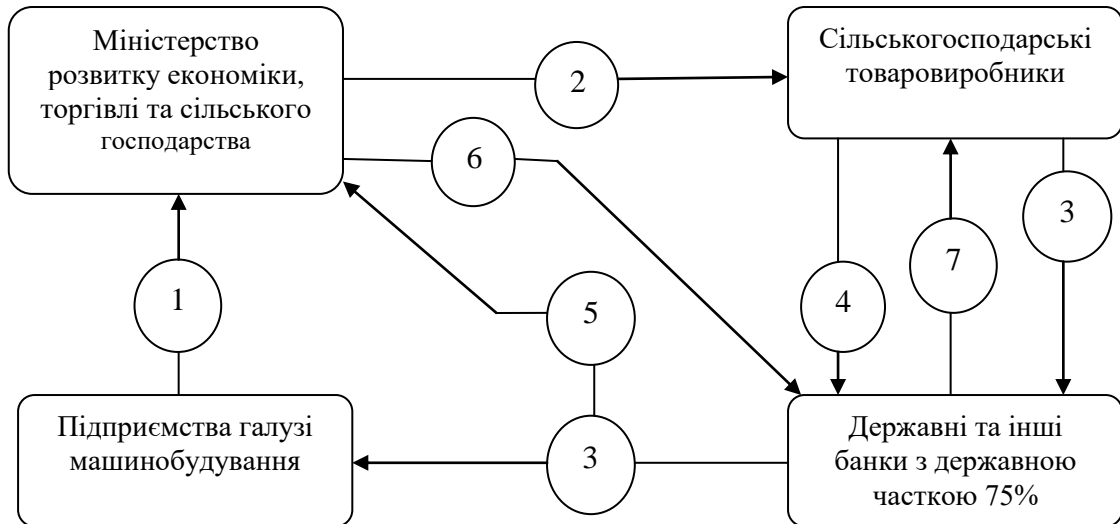 Міністерство
розвитку економіки,
торгівлі та сільського
господарства
2
Сільськогосподарські
товаровиробники
6
3
7
1
4
5
Підприємства галузі
машинобудування
3
Державні та інші
банки з державною
часткою 75%